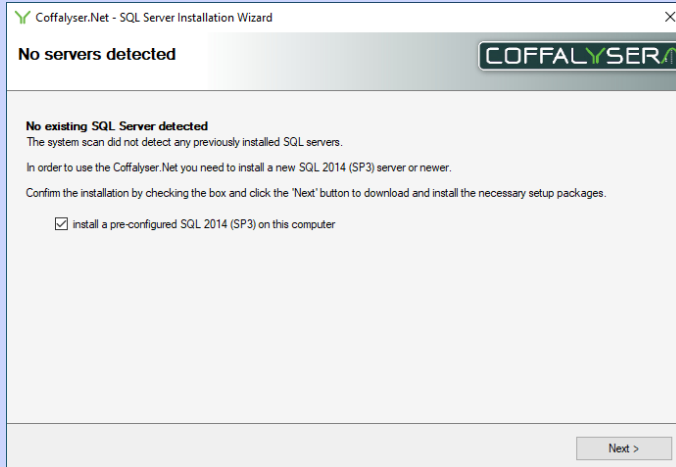 Coffalyser.Net - SQL Server Installation Wizard
No servers detected
COFFALYSER
No existing SQL Server detected
The system scan did not detect any previously installed SQL servers.
In order to use the Coffalyser.Net you need to install a new SQL 2014 (SP3) server or newer.
Confirm the installation by checking the box and click the 'Next' button to download and install the necessary setup packages.
install a pre-configured SQL 2014 (SP3) on this computer
Next >